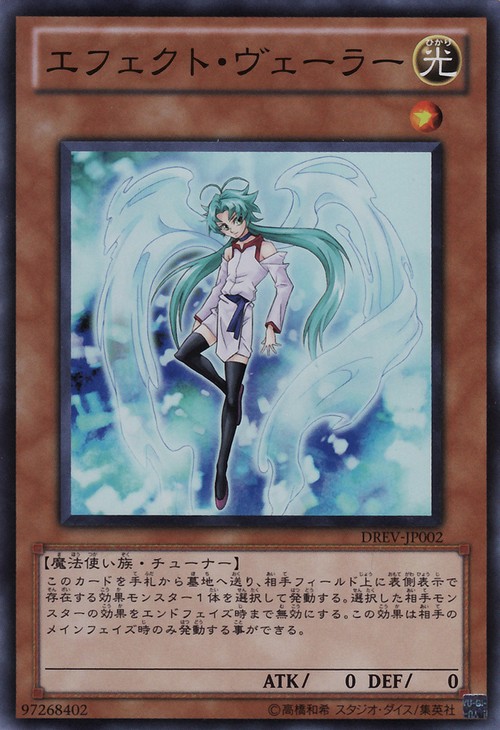 エフェクト・ヴェーラー
光
ひかり
DREV-JP002
【魔法使い族・チューナー】
このカードを手札から墓地へ送り、相手フィールド上に表側表示で
存在する効果モンスター1体を選択して発動する。選択した相手モン
スターの効果をエンドフェイズ時まで無効にする。この効果は相手の
メインフェイズ時のみ発動する事ができる。
ATK/ 0 DEF/ 0
97268402
©高橋和希 スタジオ・ダイス/集英社